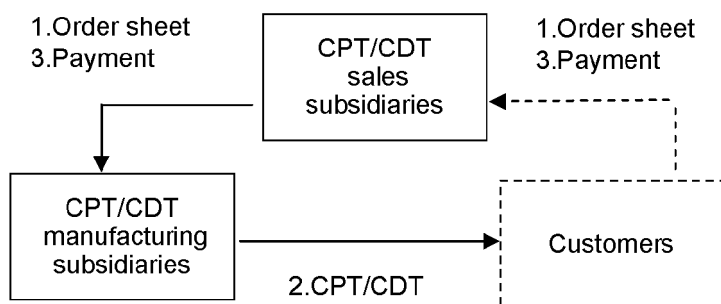 1.Order sheet
3.Payment
CPT/CDT
sales
subsidiaries
1.Order sheet
3.Payment
CPT/CDT
manufacturing
subsidiaries
2.CPT/CDT
Customers